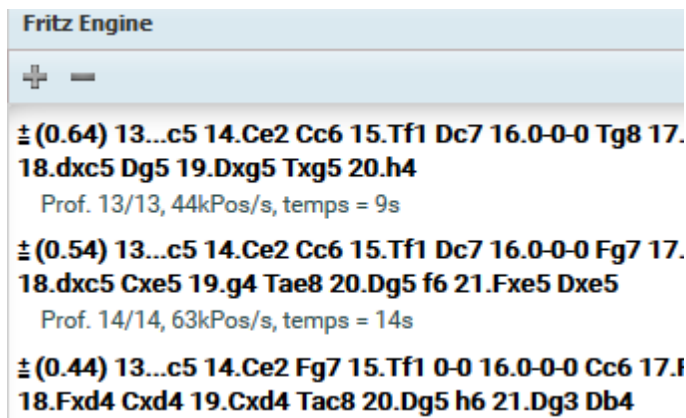 Fritz Engine
± (0.64) 13...c5 14.Ce2 Cc6 15.Tf1 Dc7 16.0-0-0 Tg8 17.
18.dxc5 Dg5 19.Dxg5 Txg5 20.h4
Prof. 13/13, 44kPos/s, temps = 9s
± (0.54) 13...c5 14.Ce2 Cc6 15.Tf1 Dc7 16.0-0-0 Fg7 17.
18.dxc5 Cxe5 19.g4 Tae8 20.Dg5 f6 21.Fxe5 Dxe5
Prof. 14/14, 63kPos/s, temps = 14s
± (0.44) 13...c5 14.Ce2 Fg7 15.Tf1 0-0 16.0-0-0 Cc6 17.F
18.Fxd4 Cxd4 19.Cxd4 Tac8 20.Dg5 h6 21.Dg3 Db4